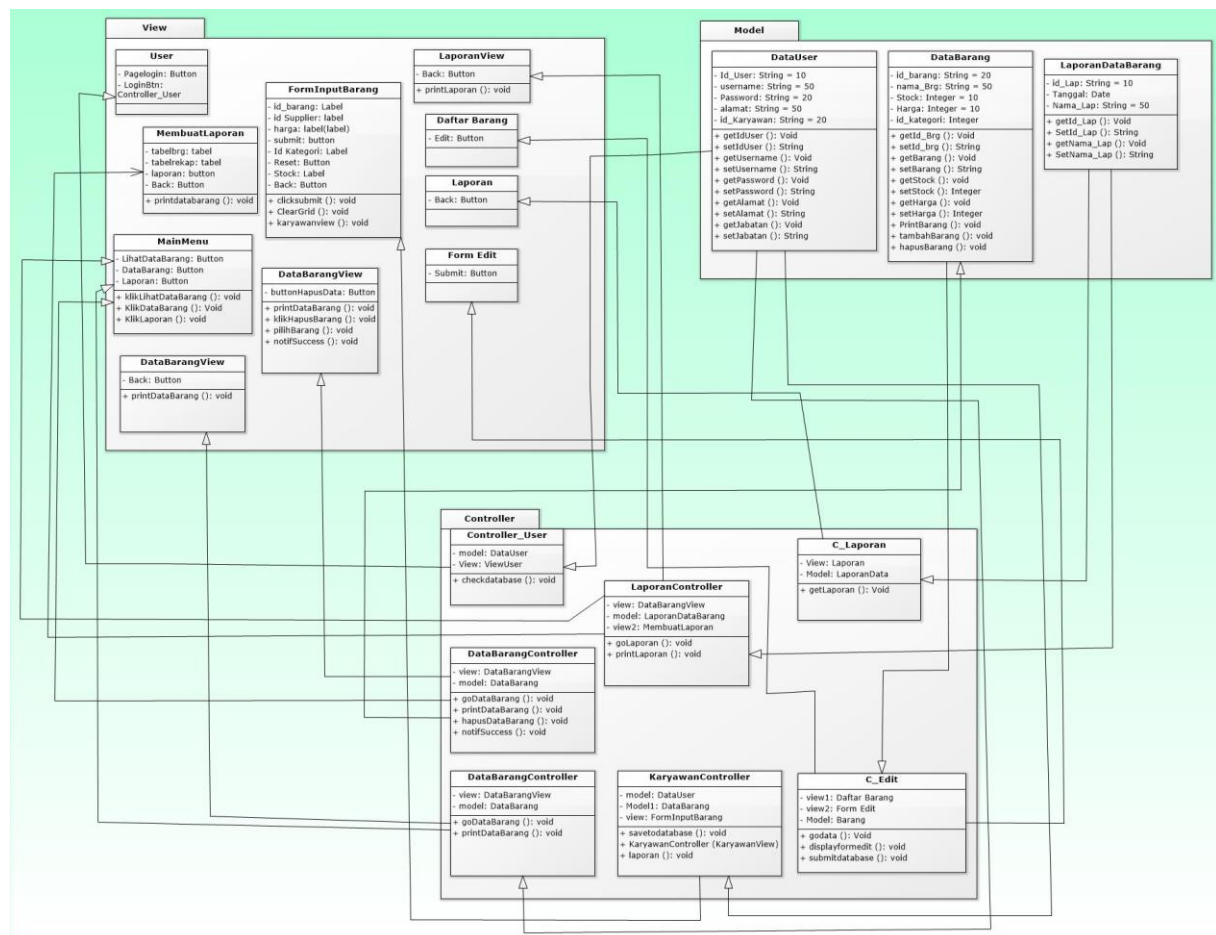 View
User
- Pagelogin: Button
- LoginBtn:
Controller_User
FormInputBarang
- id_barang: Label
- id Supplier: label
- harga: label(label)
- submit: button
- Id Kategori: Label
- Reset: Button
- Stock: Label
- Back: Button
+ clicksubmit (): void
+ ClearGrid (): void
+ karyawanview (): void
LaporanView
- Back: Button
+ printLaporan (): void
MembuatLaporan
- tabelbrg: tabel
- tabelrekap: tabel
- laporan: button
- Back: Button
+ printdatabarang (): void
Daftar Barang
- Edit: Button
Laporan
- Back: Button
MainMenu
- LihatDataBarang: Button
- DataBarang: Button
- Laporan: Button
+ klikLihatDataBarang (): void
+ KlikDataBarang (): Void
+ KlikLaporan (): void
DataBarangView
- buttonHapusData: Button
+ printDataBarang (): void
+ klikHapusBarang (): void
+ pilihBarang (): void
+ notifSuccess (): void
Form Edit
- Submit: Button
DataBarangView
- Back: Button
+ printDataBarang (): void
Model
DataUser
- Id_User: String = 10
- username: String = 50
- Password: String = 20
- alamat: String = 50
- id_Karyawan: String = 20
+ getIdUser (): Void
+ setIdUser (): String
+ getUsername (): Void
+ setUsername (): String
+ getPassword (): Void
+ setPassword (): String
+ getAlamat (): Void
+ setAlamat (): String
+ getJabatan (): Void
+ setJabatan (): String
DataBarang
- id_barang: String = 20
- nama_Brg: String = 50
- Stock: Integer = 10
- Harga: Integer = 10
- id_kategori: Integer
+ getId_Brg (): Void
+ setId_brg (): String
+ getBarang (): Void
+ setBarang (): String
+ getStock (): void
+ setStock (): Integer
+ getHarga (): void
+ setHarga (): Integer
+ PrintBarang (): void
+ tambahBarang (): void
+ hapusBarang (): void
LaporanDataBarang
- id_Lap: String = 10
- Tanggal: Date
- Nama_Lap: String = 50
+ getId_Lap (): Void
+ SetId_Lap (): String
+ getNama_Lap (): Void
+ SetNama_Lap (): String
Controller
Controller_User
- model: DataUser
- View: ViewUser
+ checkdatabase (): void
C_Laporan
- View: Laporan
- Model: LaporanData
+ getLaporan (): Void
LaporanController
- view: DataBarangView
- model: LaporanDataBarang
- view2: MembuatLaporan
+ goLaporan (): void
+ printLaporan (): void
DataBarangController
- view: DataBarangView
- model: DataBarang
+ goDataBarang (): void
+ printDataBarang (): void
+ hapusDataBarang (): void
+ notifSuccess (): void
DataBarangController
- view: DataBarangView
- model: DataBarang
+ goDataBarang (): void
+ printDataBarang (): void
KaryawanController
- model: DataUser
- Model1: DataBarang
- view: FormInputBarang
+ savetodatabase (): void
+ KaryawanController (KaryawanView)
+ laporan (): void
C_Edit
- view1: Daftar Barang
- view2: Form Edit
- Model: Barang
+ godata (): Void
+ displayformedit (): void
+ submitdatabase (): void